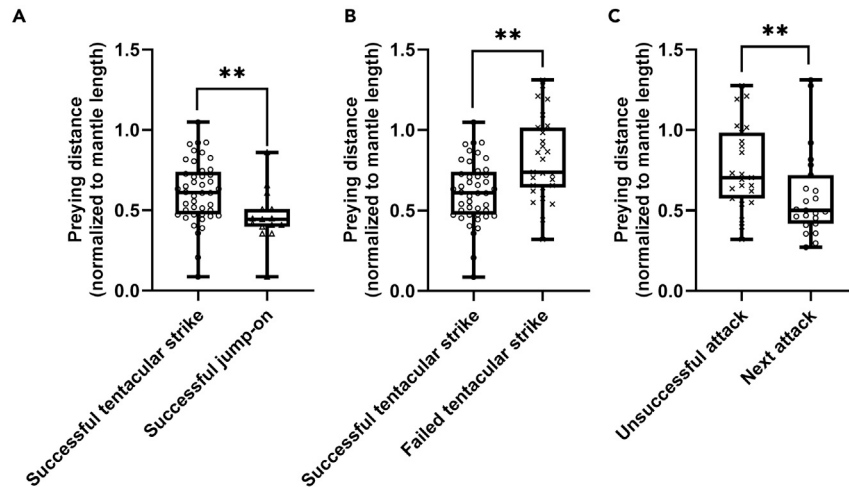 A
**
Preying distance
(normalized to mantle length)
1.5
1.0
0.5
0.0
Successful tentacular strike
Successful jump-on
B
**
Preying distance
(normalized to mantle length)
1.5
1.0
0.5
0.0
Successful tentacular strike
Failed tentacular strike
C
**
Preying distance
(normalized to mantle length)
1.5
1.0
0.5
0.0
Unsuccessful attack
Next attack